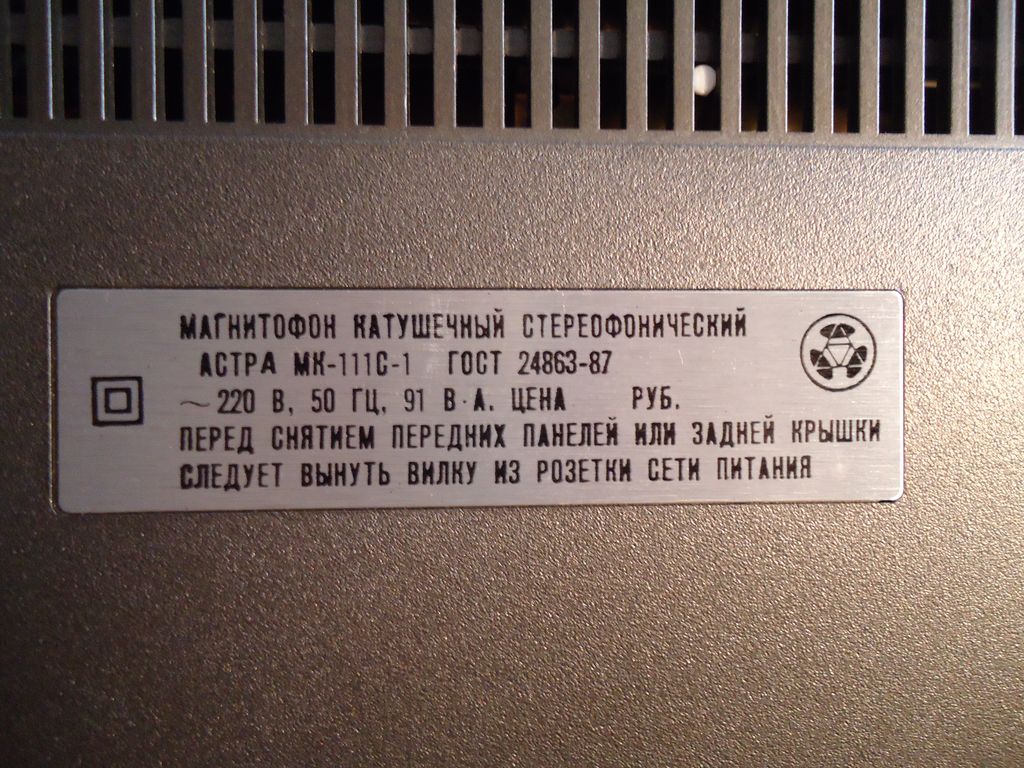 МАГНИТОФОН КАТУШЕЧНЫЙ СТЕРЕОФОНИЧЕСКИЙ
АСТРА МК-111С-1 ГОСТ 24863-87
~ 220 В, 50 ГЦ, 91 В·А. ЦЕНА РУБ.
ПЕРЕД СНЯТИЕМ ПЕРЕДНИХ ПАНЕЛЕЙ ИЛИ ЗАДНЕЙ КРЫШКИ
СЛЕДУЕТ ВЫНУТЬ ВИЛКУ ИЗ РОЗЕТКИ СЕТИ ПИТАНИЯ